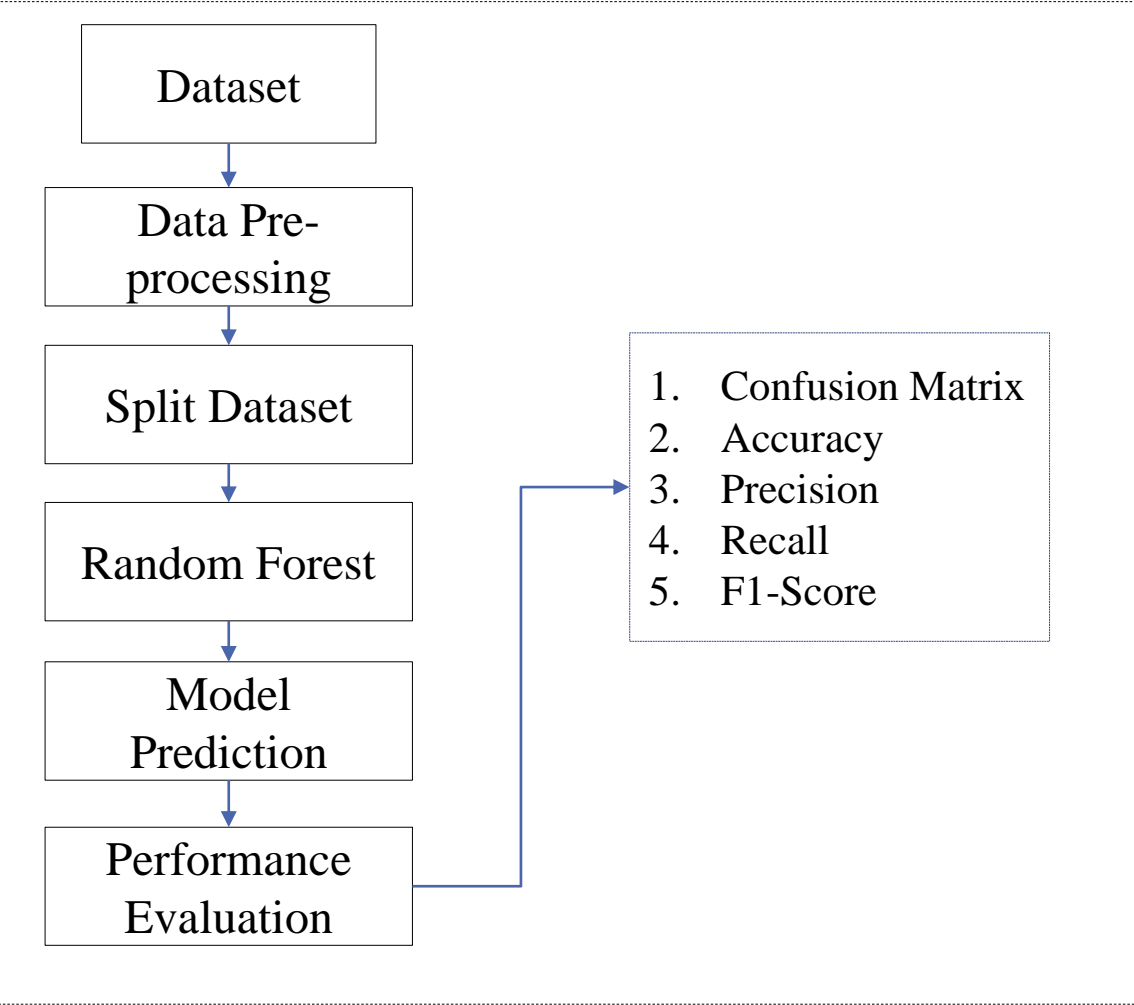 Dataset
Data Pre-
processing
Split Dataset
Random Forest
Model
Prediction
Performance
Evaluation
1. Confusion Matrix
2. Accuracy
3. Precision
4. Recall
5. F1-Score